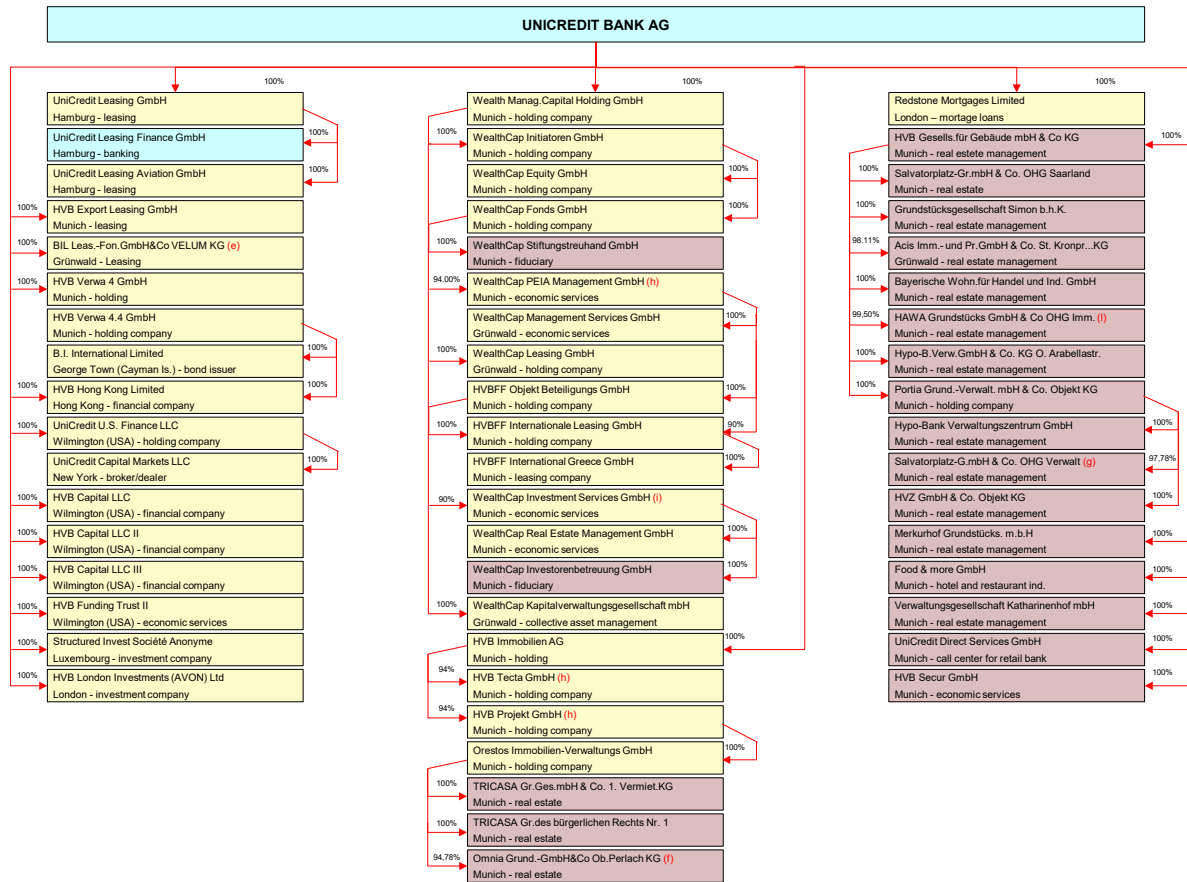 UNICREDIT BANK AG
100%
100%
100%
100%
UniCredit Leasing GmbH
Hamburg - leasing
100%
UniCredit Leasing Finance GmbH
Hamburg - banking
100%
UniCredit Leasing Aviation GmbH
Hamburg - leasing
100%
HVB Export Leasing GmbH
Munich - leasing
100%
BIL Leas.-Fon.GmbH&Co VELUM KG (e)
Grünwald - Leasing
100%
HVB Verwa 4 GmbH
Munich - holding
HVB Verwa 4.4 GmbH
Munich - holding company
100%
B.I. International Limited
George Town (Cayman Is.) - bond issuer
100%
100%
HVB Hong Kong Limited
Hong Kong - financial company
100%
UniCredit U.S. Finance LLC
Wilmington (USA) - holding company
100%
UniCredit Capital Markets LLC
New York - broker/dealer
100%
HVB Capital LLC
Wilmington (USA) - financial company
100%
HVB Capital LLC II
Wilmington (USA) - financial company
100%
HVB Capital LLC III
Wilmington (USA) - financial company
100%
HVB Funding Trust II
Wilmington (USA) - economic services
100%
Structured Invest Société Anonyme
Luxembourg - investment company
100%
HVB London Investments (AVON) Ltd
London - investment company
Wealth Manag.Capital Holding GmbH
Munich - holding company
100%
WealthCap Initiatoren GmbH
Munich - holding company
WealthCap Equity GmbH
Munich - holding company
100%
WealthCap Fonds GmbH
Munich - holding company
100%
100%
WealthCap Stiftungstreuhand GmbH
Munich - fiduciary
94.00%
WealthCap PEIA Management GmbH (h)
Munich - economic services
WealthCap Management Services GmbH
Grünwald - economic services
100%
100%
WealthCap Leasing GmbH
Grünwald - holding company
HVBFF Objekt Beteiligungs GmbH
Munich - holding company
100%
100%
HVBFF Internationale Leasing GmbH
Munich - holding company
90%
HVBFF International Greece GmbH
Munich - leasing company
100%
90%
WealthCap Investment Services GmbH (i)
Munich - economic services
WealthCap Real Estate Management GmbH
Munich - economic services
100%
WealthCap Investorenbetreuung GmbH
Munich - fiduciary
100%
100%
WealthCap Kapitalverwaltungsgesellschaft mbH
Grünwald - collective asset management
HVB Immobilien AG
Munich - holding
100%
94%
HVB Tecta GmbH (h)
Munich - holding company
94%
HVB Projekt GmbH (h)
Munich - holding company
Orestos Immobilien-Verwaltungs GmbH
Munich - holding company
100%
100%
TRICASA Gr.Ges.mbH & Co. 1. Vermiet.KG
Munich - real estate
100%
TRICASA Gr.des bürgerlichen Rechts Nr. 1
Munich - real estate
94,78%
Omnia Grund.-GmbH&Co Ob.Perlach KG (f)
Munich - real estate
Redstone Mortgages Limited
London – mortage loans
HVB Gesells.für Gebäude mbH & Co KG
Munich - real estete management
100%
100%
Salvatorplatz-Gr.mbH & Co. OHG Saarland
Munich - real estate
100%
Grundstücksgesellschaft Simon b.h.K.
Munich - real estate management
98.11%
Acis Imm.- und Pr.GmbH & Co. St. Kronpr...KG
Grünwald - real estate management
100%
Bayerische Wohn.für Handel und Ind. GmbH
Munich - real estate management
99,50%
HAWA Grundstücks GmbH & Co OHG Imm. (l)
Munich - real estate management
100%
Hypo-B.Verw.GmbH & Co. KG O. Arabellastr.
Munich - real estate management
100%
Portia Grund.-Verwalt. mbH & Co. Objekt KG
Munich - holding company
Hypo-Bank Verwaltungszentrum GmbH
Munich - real estate management
100%
Salvatorplatz-G.mbH & Co. OHG Verwalt (g)
Munich - real estate management
97,78%
HVZ GmbH & Co. Objekt KG
Munich - real estate management
100%
Merkurhof Grundstücks. m.b.H
Munich - real estate management
100%
Food & more GmbH
Munich - hotel and restaurant ind.
100%
Verwaltungsgesellschaft Katharinenhof mbH
Munich - real estate management
100%
UniCredit Direct Services GmbH
Munich - call center for retail bank
100%
HVB Secur GmbH
Munich - economic services
100%